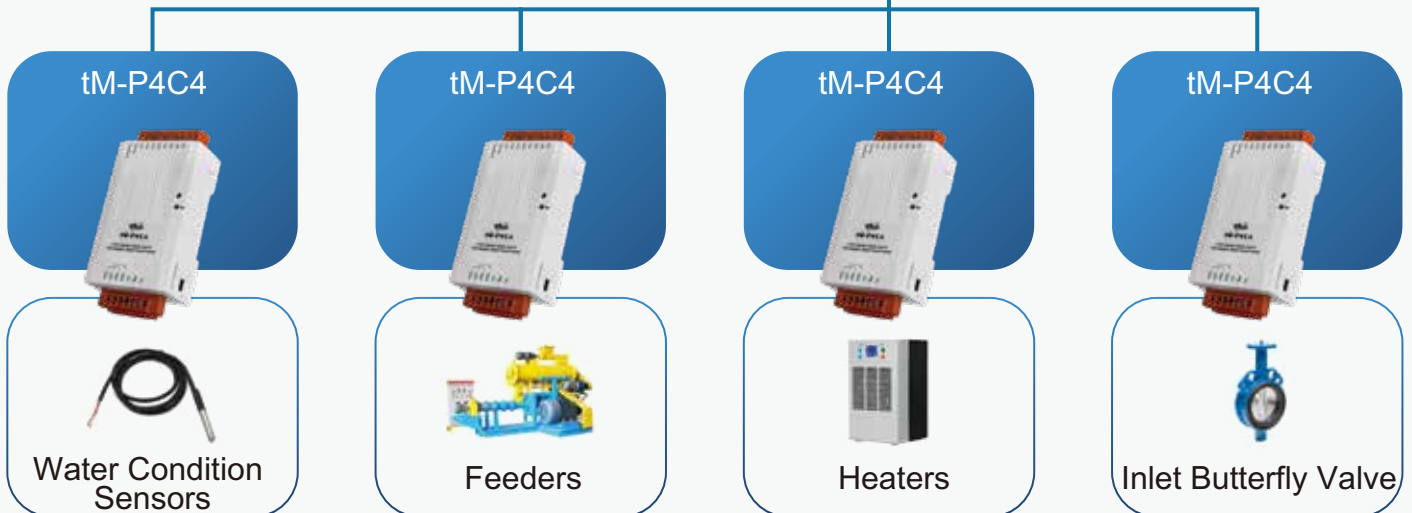 tM-P4C4
tM-P4C4
tM-P4C4
tM-P4C4
Water Condition
Sensors
Feeders
Heaters
Inlet Butterfly Valve